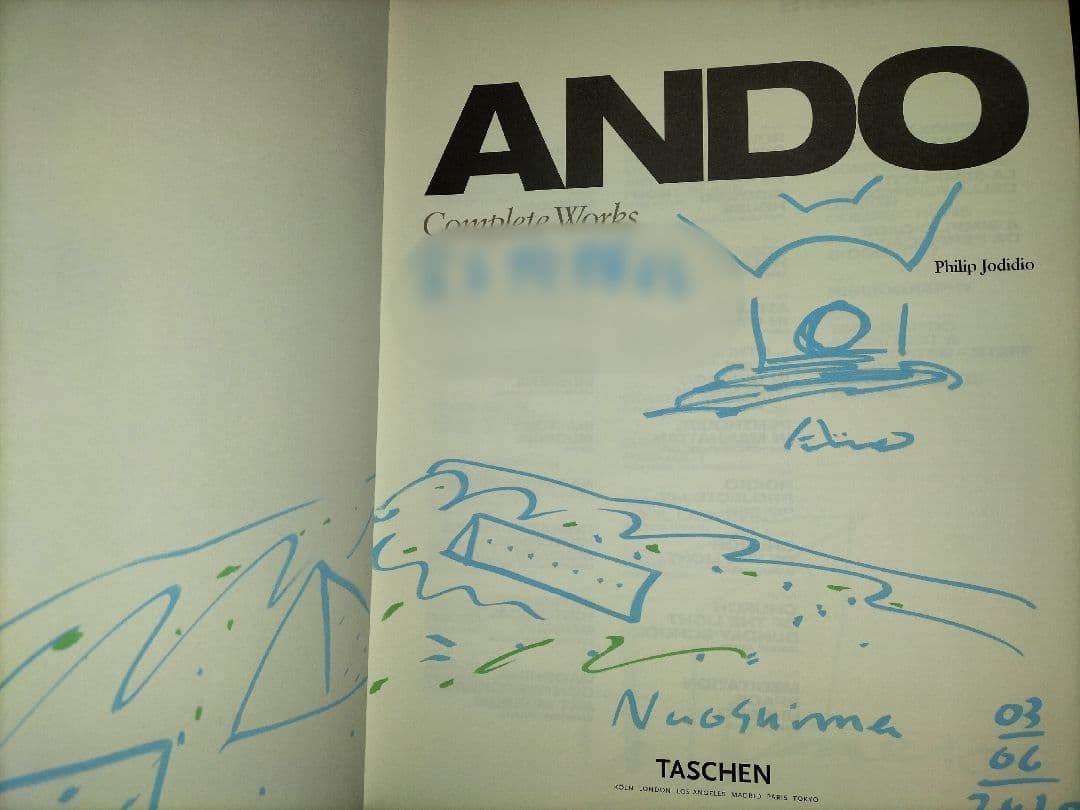 ANDO
Complete Works
Philip Jodidio
Ando
Naoshima
03
06
TASCHEN
KÖLN LONDON LOS ANGELES MADRID PARIS TOKYO